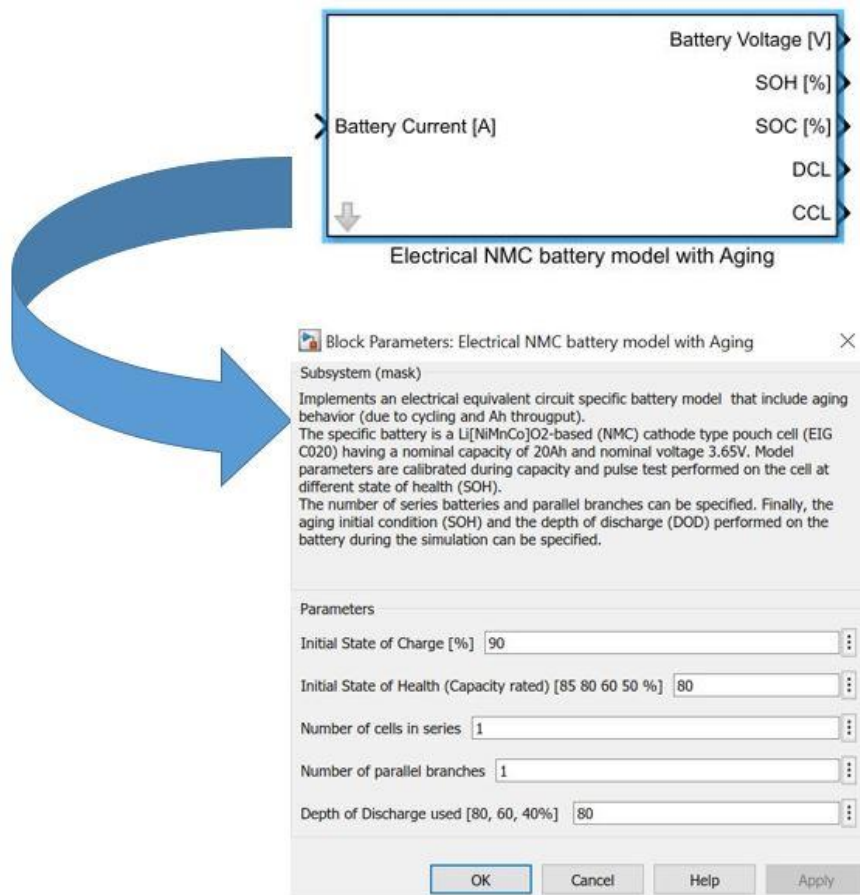 Battery Voltage [V]
SOH [%]
Battery Current [A]
SOC [%]
DCL
CCL
Electrical NMC battery model with Aging
Block Parameters: Electrical NMC battery model with Aging
Subsystem (mask)
Implements an electrical equivalent circuit specific battery model that include aging
behavior (due to cycling and Ah througput).
The specific battery is a Li[NiMnCo]O2-based (NMC) cathode type pouch cell (EIG
C020) having a nominal capacity of 20Ah and nominal voltage 3.65V. Model
parameters are calibrated during capacity and pulse test performed on the cell at
different state of health (SOH).
The number of series batteries and parallel branches can be specified. Finally, the
aging initial condition (SOH) and the depth of discharge (DOD) performed on the
battery during the simulation can be specified.
Parameters
Initial State of Charge [%] 90
Initial State of Health (Capacity rated) [85 80 60 50 %] 80
Number of cells in series 1
Number of parallel branches 1
Depth of Discharge used [80, 60, 40%] 80
OK Cancel Help Apply